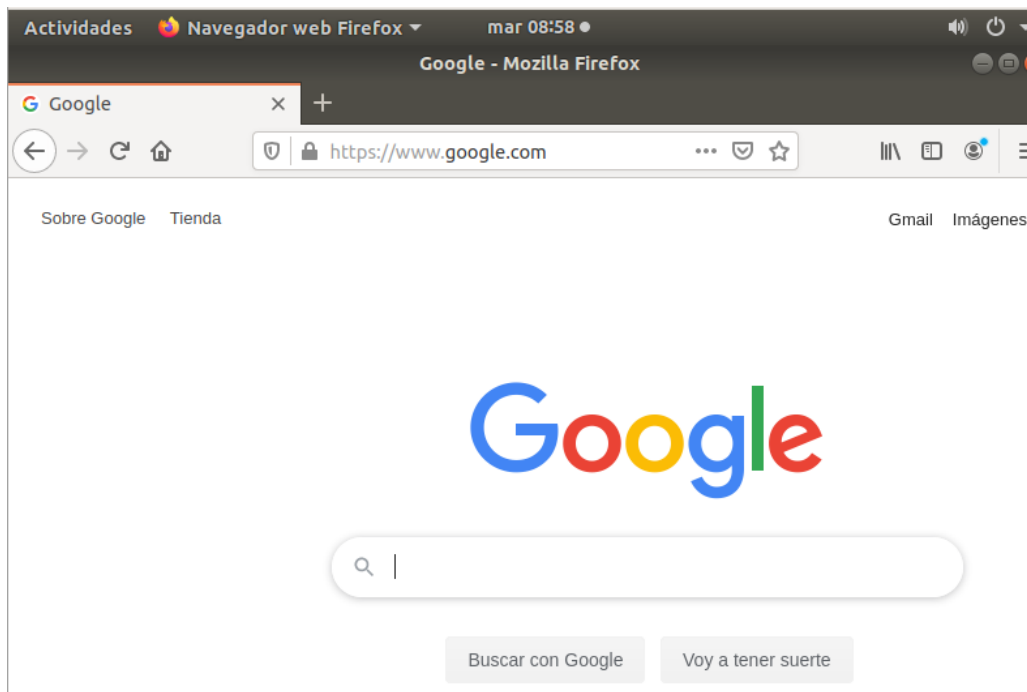 Actividades Navegador web Firefox mar 08:58
Google - Mozilla Firefox
Google
https://www.google.com
Sobre Google Tienda Gmail Imágenes
Google
Buscar con Google Voy a tener suerte